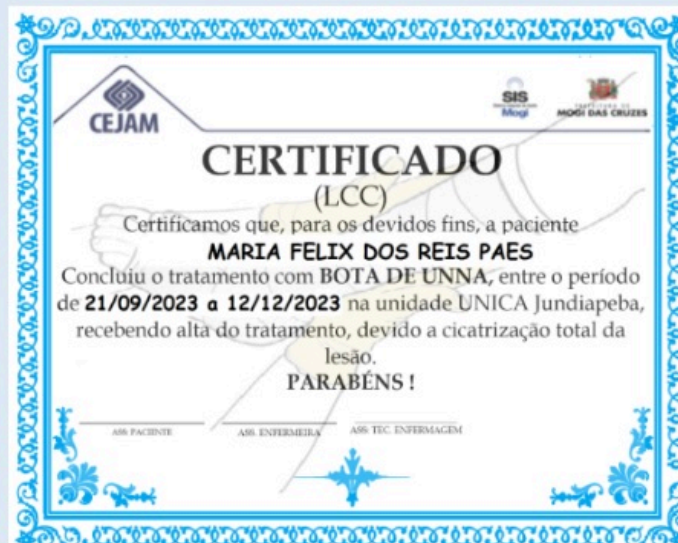 CEJAM
SIS
Mogi
PREFEITURA DE
MOGI DAS CRUZES
CERTIFICADO
(LCC)
Certificamos que, para os devidos fins, a paciente
MARIA FELIX DOS REIS PAES
Concluiu o tratamento com BOTA DE UNNA, entre o período
de 21/09/2023 a 12/12/2023 na unidade UNICA Jundiapeba,
recebendo alta do tratamento, devido a cicatrização total da
lesão.
PARABÉNS !
ASS: PACIENTE ASS. ENFERMEIRA ASS: TEC. ENFERMAGEM